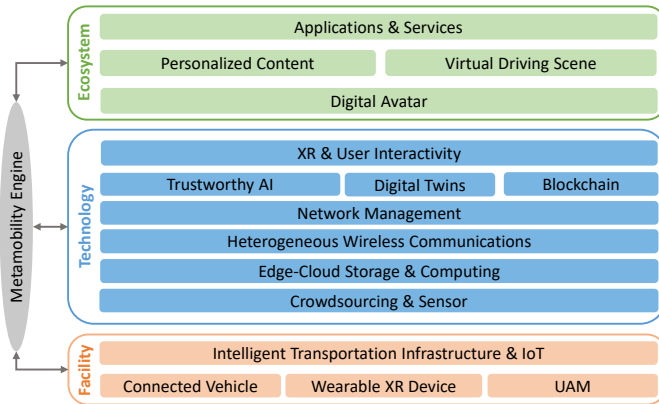 Metamobility Engine
Ecosystem
Applications & Services
Personalized Content
Virtual Driving Scene
Digital Avatar
Technology
XR & User Interactivity
Trustworthy AI
Digital Twins
Blockchain
Network Management
Heterogeneous Wireless Communications
Edge-Cloud Storage & Computing
Crowdsourcing & Sensor
Facility
Intelligent Transportation Infrastructure & IoT
Connected Vehicle
Wearable XR Device
UAM